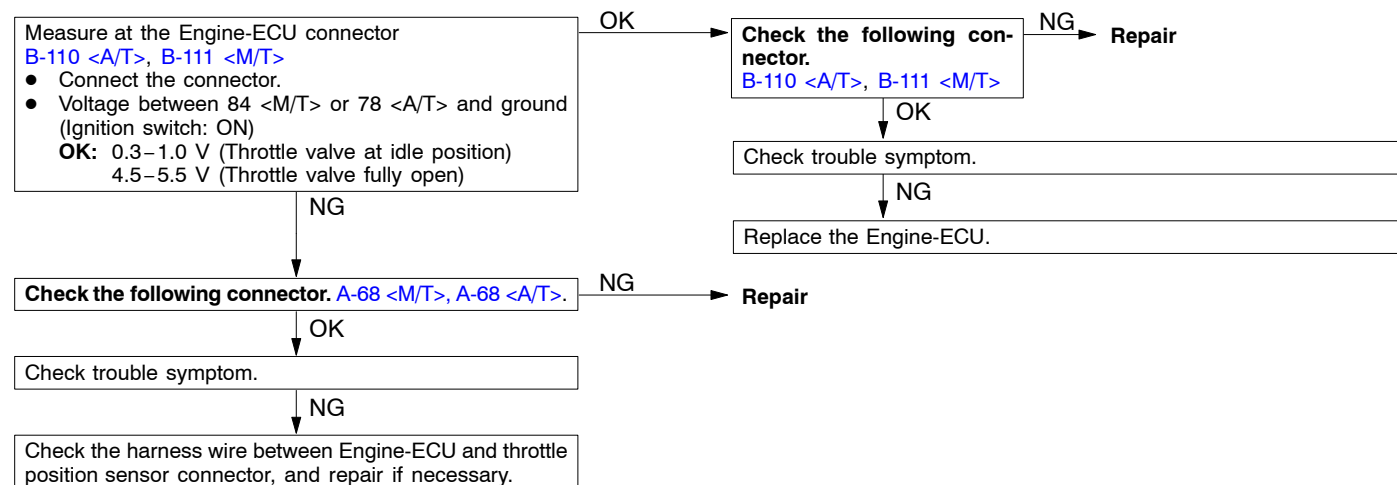 Measure at the Engine-ECU connector
B-110 <A/T>, B-111 <M/T>
● Connect the connector.
● Voltage between 84 <M/T> or 78 <A/T> and ground
(Ignition switch: ON)
OK: 0.3–1.0 V (Throttle valve at idle position)
4.5–5.5 V (Throttle valve fully open)
OK
Check the following con-
nector.
B-110 <A/T>, B-111 <M/T>
NG
Repair
OK
Check trouble symptom.
NG
Replace the Engine-ECU.
NG
Check the following connector. A-68 <M/T>, A-68 <A/T>.
NG
Repair
OK
Check trouble symptom.
NG
Check the harness wire between Engine-ECU and throttle
position sensor connector, and repair if necessary.